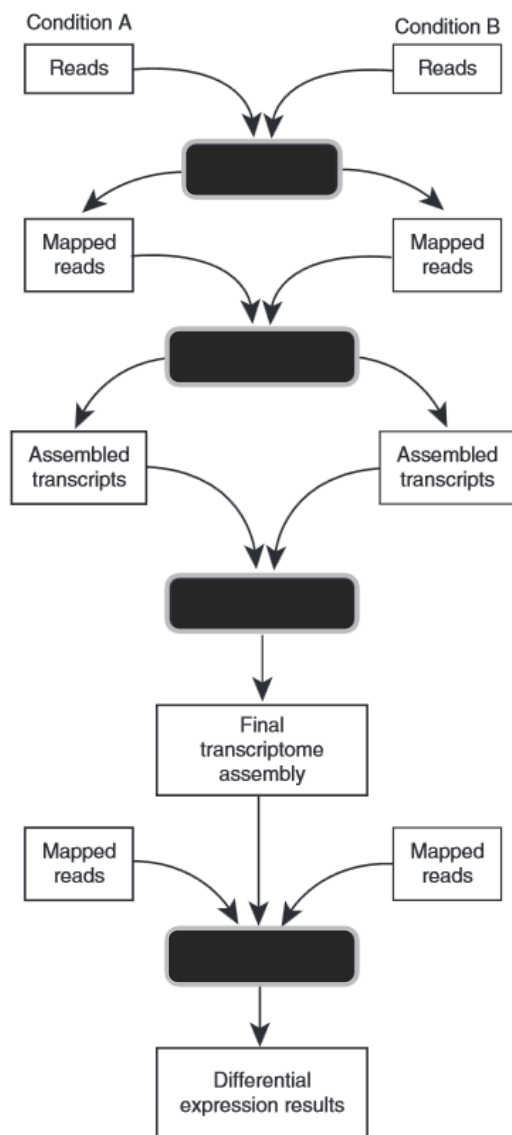 Condition A
Condition B
Reads
Reads
Mapped
reads
Mapped
reads
Assembled
transcripts
Assembled
transcripts
Final
transcriptome
assembly
Mapped
reads
Mapped
reads
Differential
expression results